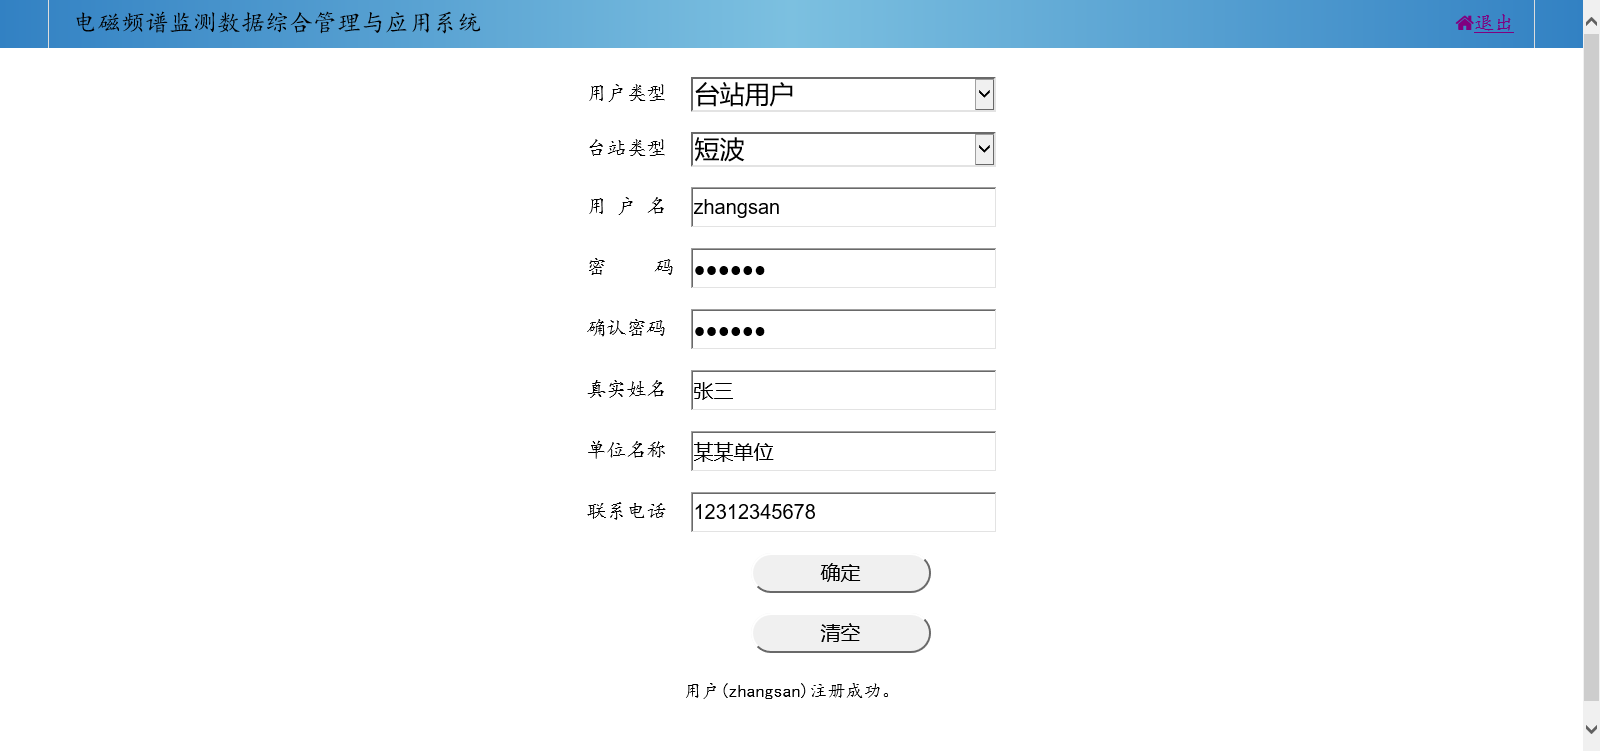 电磁频谱监测数据综合管理与应用系统 退出
用户类型 台站用户
台站类型 短波
用 户 名 zhangsan
密 码 ●●●●●●
确认密码 ●●●●●●
真实姓名 张三
单位名称 某某单位
联系电话 12312345678
确定
清空
用户(zhangsan)注册成功。